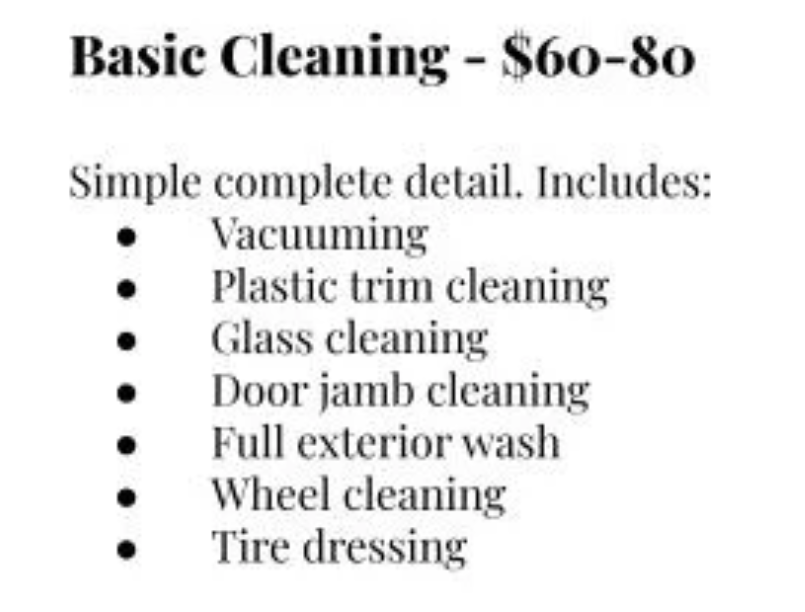 Basic Cleaning - $60-80
Simple complete detail. Includes:
● Vacuuming
● Plastic trim cleaning
● Glass cleaning
● Door jamb cleaning
● Full exterior wash
● Wheel cleaning
● Tire dressing